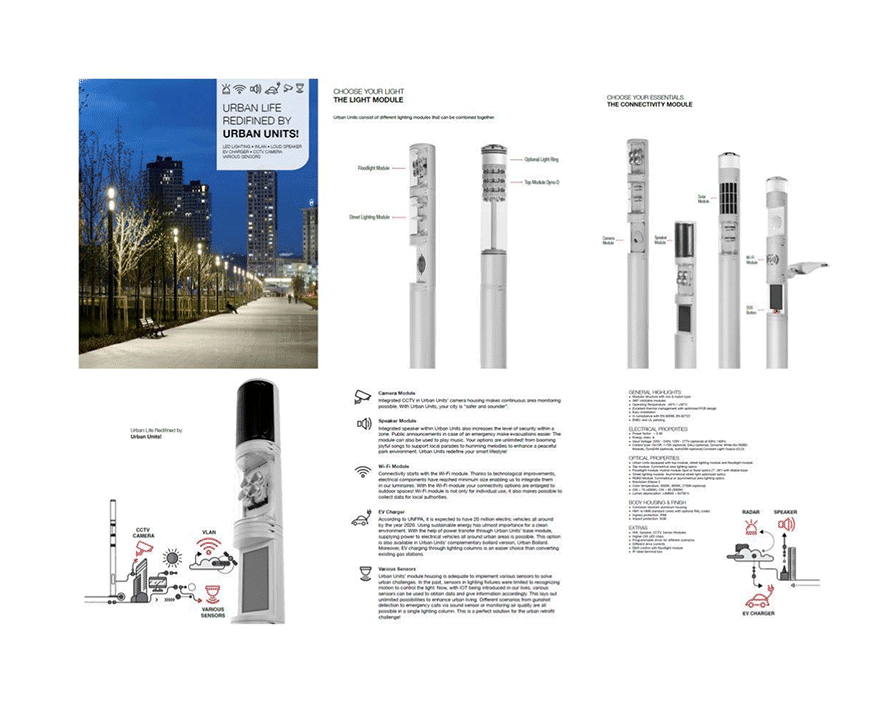 URBAN LIFE
REDIFINED BY
URBAN UNITS!
LED LIGHTING • WLAN • LOUD SPEAKER
EV CHARGER • CCTV CAMERA
VARIOUS SENSORS
CHOOSE YOUR LIGHT
THE LIGHT MODULE
Urban Units consist of different lighting modules that can be combined together.
Floodlight Module
Street Lighting Module
Optional Light Ring
Top Module Dyno D
CHOOSE YOUR ESSENTIALS
THE CONNECTIVITY MODULE
Camera
Module
Speaker
Module
Solar
Module
Wi-Fi
Module
SOS
Button
Urban Life Redifined by
Urban Units!
CCTV
CAMERA
VLAN
VARIOUS
SENSORS
Camera Module
Integrated CCTV in Urban Units' camera housing makes continuous area monitoring
possible. With Urban Units, your city is "safer and sounder".
Speaker Module
Integrated speaker within Urban Units also increases the level of security within a
zone. Public announcements in case of an emergency make evacuations easier. The
module can also be used to play music. Your options are unlimited from booming
joyful songs to support local parades to humming melodies to enhance a peaceful
park environment. Urban Units redefine your smart lifestyle!
Wi-Fi Module
Connectivity starts with the Wi-Fi module. Thanks to technological improvements,
electrical components have reached minimum size enabling us to integrate them
in our luminaires. With the Wi-Fi module your connectivity options are enlarged to
outdoor spaces! Wi-Fi module is not only for individual use, it also makes possible to
collect data for local authorities.
EV Charger
According to UNFPA, it is expected to have 20 million electric vehicles all around
by the year 2020. Using sustainable energy has utmost importance for a clean
environment. With the help of power transfer through Urban Units' base module,
supplying power to electrical vehicles all around urban areas is possible. This option
is also available in Urban Units' complementary bollard version, Urban Bollard.
Moreover, EV charging through lighting columns is an easier choice than converting
existing gas stations.
Various Sensors
Urban Units' module housing is adequate to implement various sensors to solve
urban challenges. In the past, sensors in lighting fixtures were limited to recognizing
motion to control the light. Now, with IOT being introduced in our lives, various
sensors can be used to obtain data and give information accordingly. This lays out
unlimited possibilities to enhance urban living. Different scenarios from gunshot
detection to emergency calls via sound sensor or monitoring air quality are all
possible in a single lighting column. This is a perfect solution for the urban retrofit
challenge!
GENERAL HIGHLIGHTS
Easy installation
ELECTRICAL PROPERTIES
OPTICAL PROPERTIES
BODY HOUSING & FINISH
EXTRAS
RADAR
SPEAKER
EV CHARGER